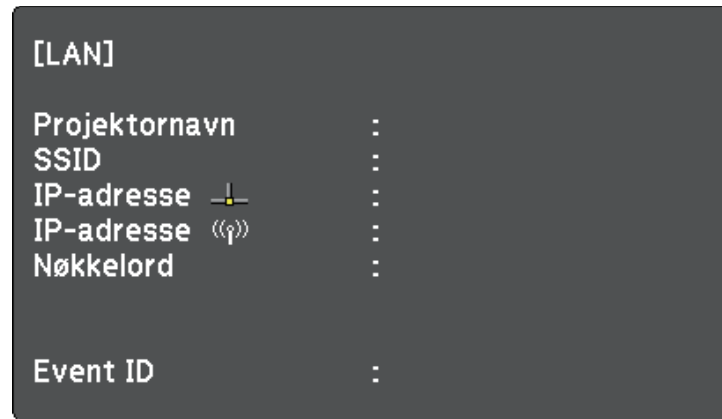 [LAN]
Projektornavn :
SSID :
IP-adresse :
IP-adresse :
Nøkkelord :
Event ID :